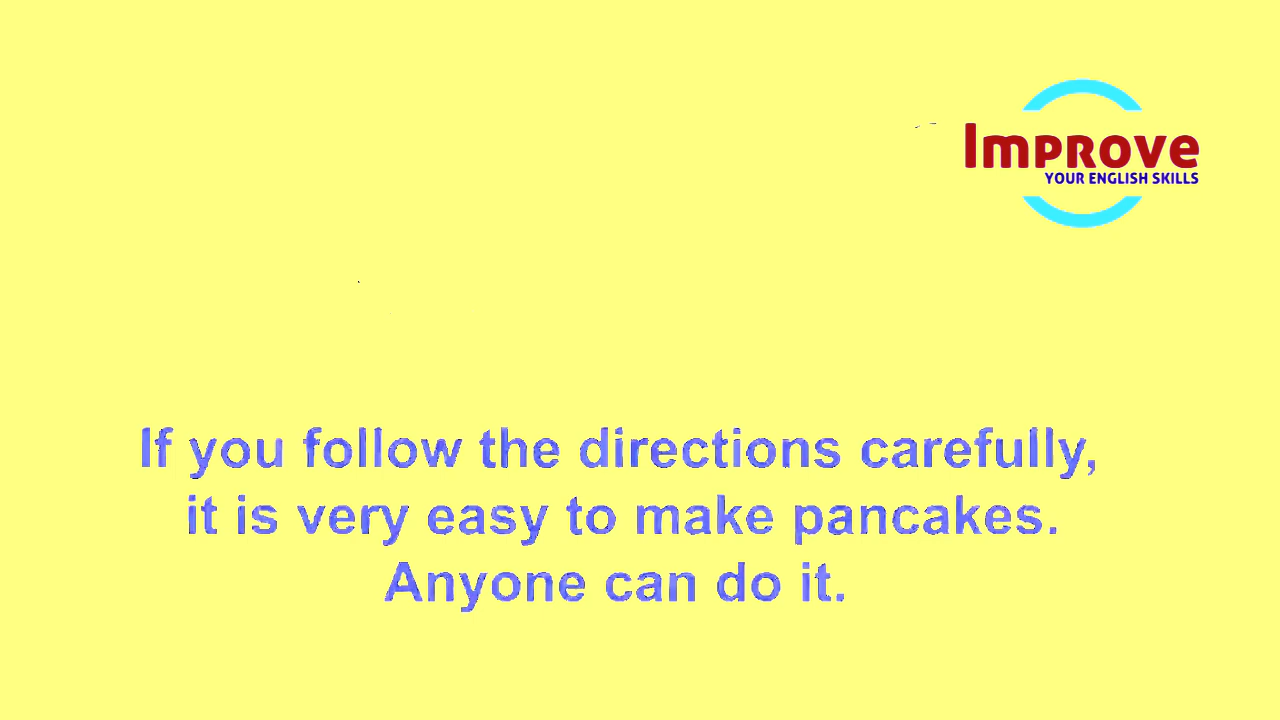 Improve
YOUR ENGLISH SKILLS
If you follow the directions carefully,
it is very easy to make pancakes.
Anyone can do it.